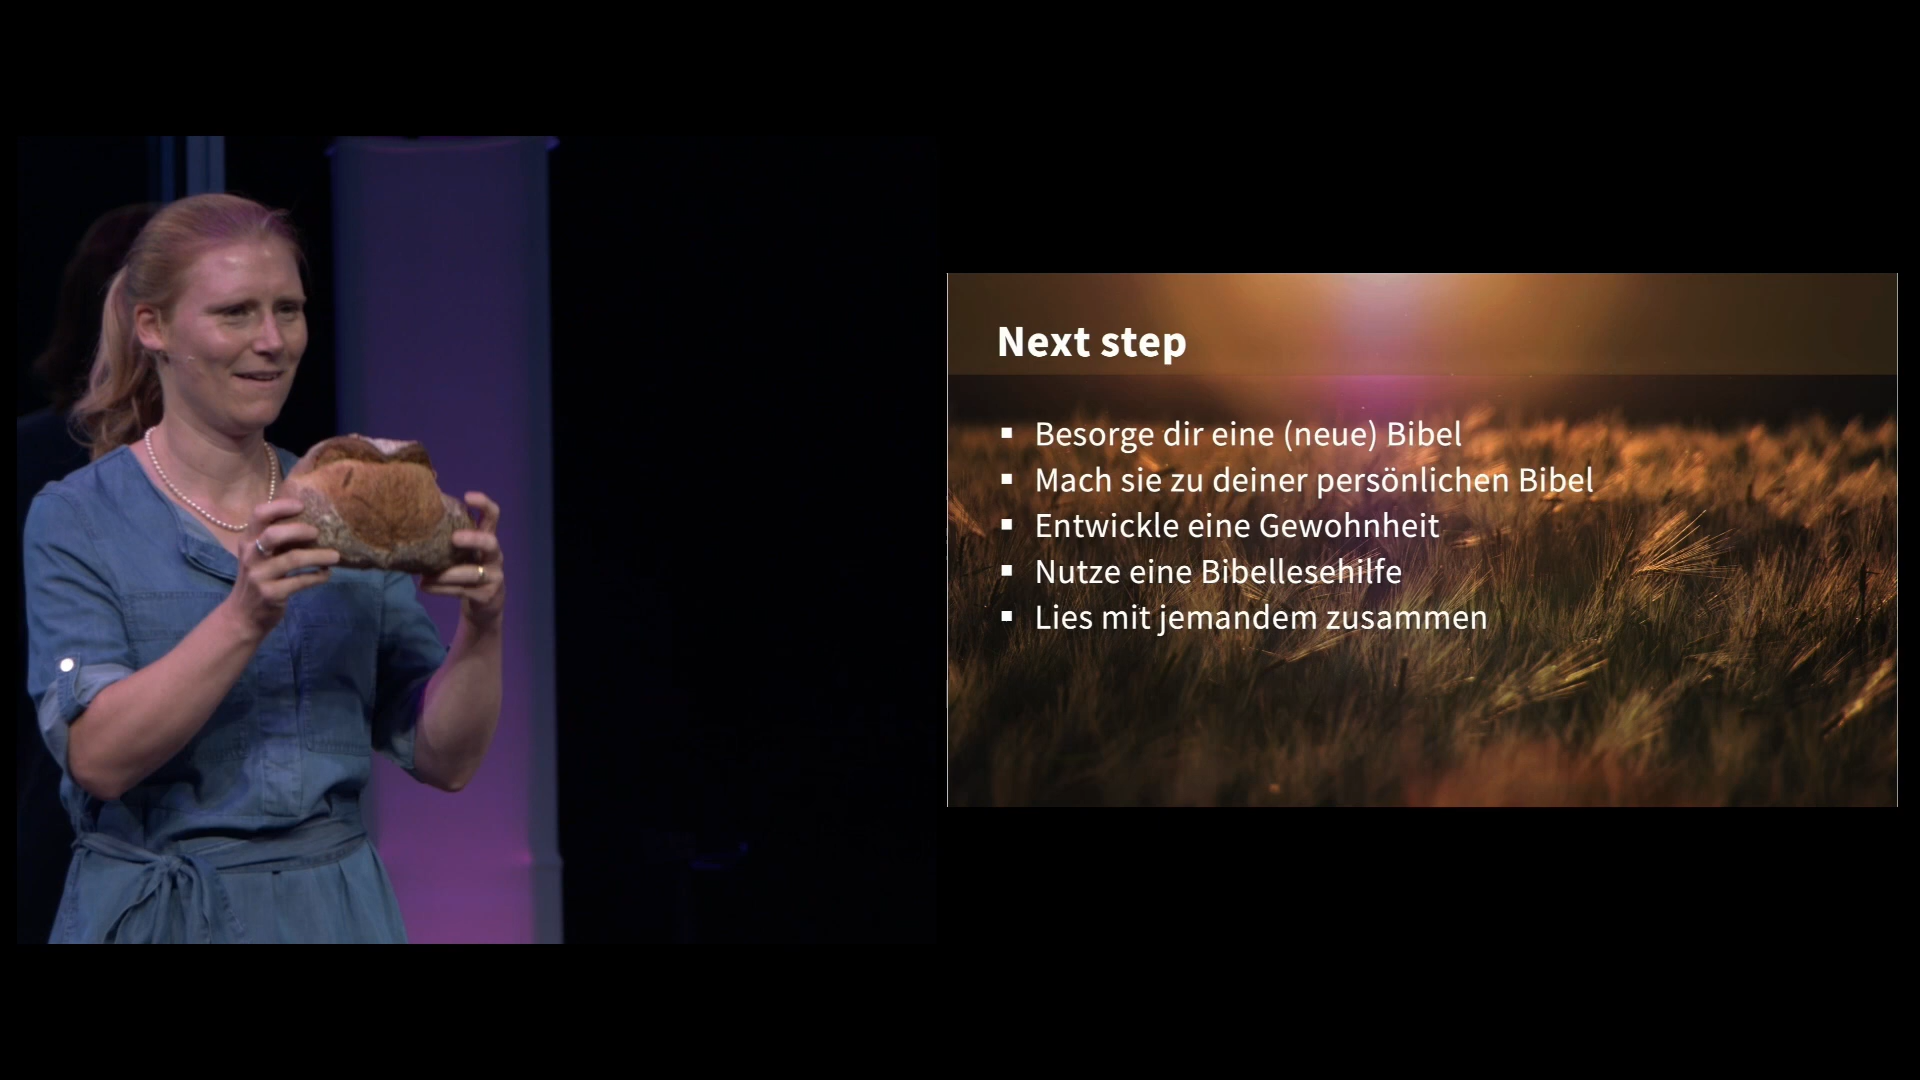 Next step
▪ Besorge dir eine (neue) Bibel
▪ Mach sie zu deiner persönlichen Bibel
▪ Entwickle eine Gewohnheit
▪ Nutze eine Bibellesehilfe
▪ Lies mit jemandem zusammen